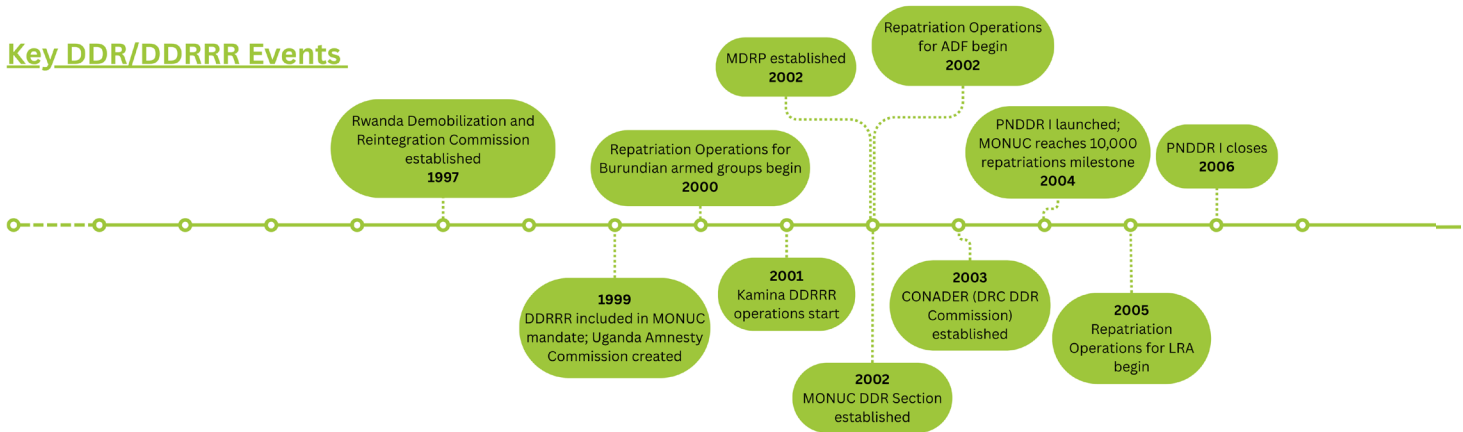 Key DDR/DDRRR Events
Rwanda Demobilization and
Reintegration Commission
established
1997
1999
DDRRR included in MONUC
mandate; Uganda Amnesty
Commission created
Repatriation Operations for
Burundian armed groups begin
2000
2001
Kamina DDRRR
operations start
MDRP established
2002
Repatriation Operations
for ADF begin
2002
2002
MONUC DDR Section
established
2003
CONADER (DRC DDR
Commission)
established
PNDDR I launched;
MONUC reaches 10,000
repatriations milestone
2004
2005
Repatriation
Operations for LRA
begin
PNDDR I closes
2006